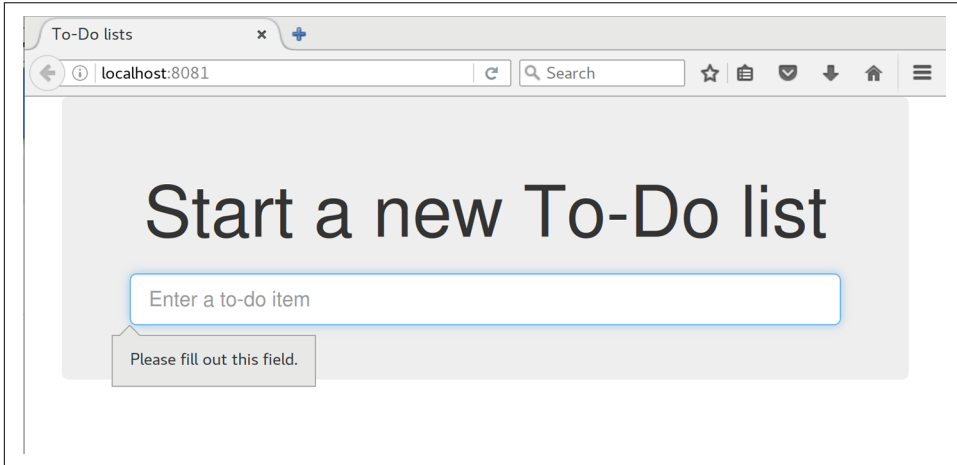 To-Do lists
localhost:8081
Search
Start a new To-Do list
Enter a to-do item
Please fill out this field.